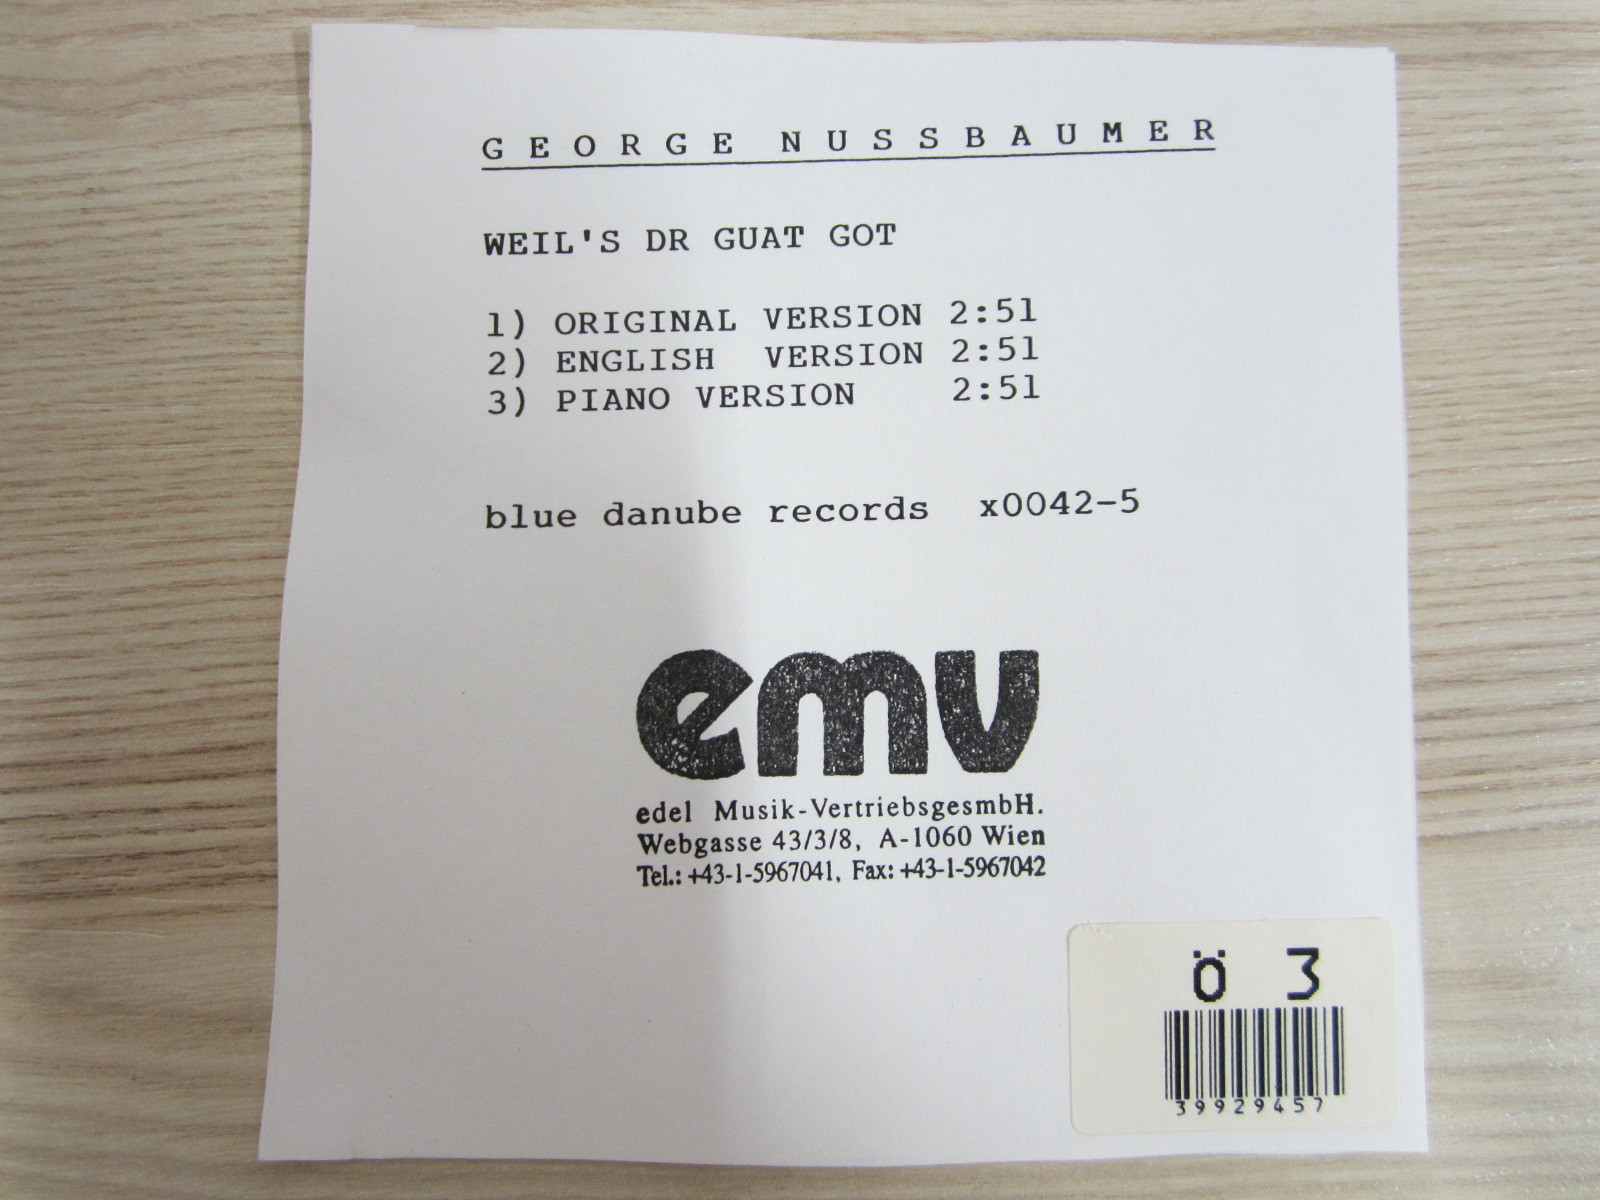 GEORGE NUSSBAUMER
WEIL'S DR GUAT GOT
1) ORIGINAL VERSION 2:51
2) ENGLISH VERSION 2:51
3) PIANO VERSION 2:51
blue danube records x0042-5
emv
edel Musik-VertriebsgesmbH.
Webgasse 43/3/8, A-1060 Wien
Tel.: +43-1-5967041, Fax: +43-1-5967042
Ö 3
39929457